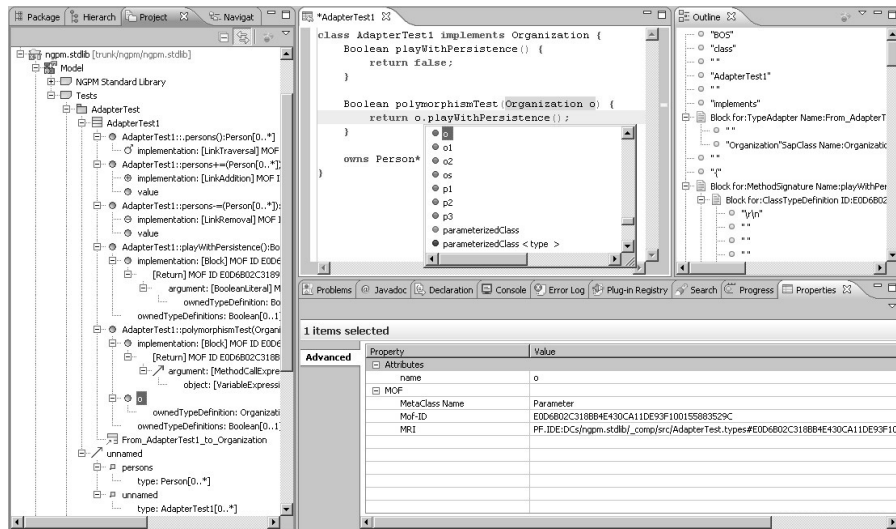 Package
Hierarch
Project
Navigat
ngpm.stdlib [trunk/ngpm/ngpm.stdlib]
Model
NGPM Standard Library
Tests
AdapterTest
AdapterTest1
AdapterTest1::.persons():Person[0..*]
implementation: [LinkTraversal] MOF
AdapterTest1::persons+=(Person[0..*])
implementation: [LinkAddition] MOF I
value
AdapterTest1::persons-=(Person[0..*]):
implementation: [LinkRemoval] MOF I
value
AdapterTest1::playWithPersistence():Bo
implementation: [Block] MOF ID E0D6
[Return] MOF ID E0D6B02C3189
argument: [BooleanLiteral] M
ownedTypeDefinition: Bo
ownedTypeDefinitions: Boolean[0..1]
AdapterTest1::polymorphismTest(Organi
implementation: [Block] MOF ID E0D6
[Return] MOF ID E0D6B02C318B
argument: [MethodCallExpre
object: [VariableExpressi
o
ownedTypeDefinition: Organizati
ownedTypeDefinitions: Boolean[0..1]
From_AdapterTest1_to_Organization
unnamed
persons
type: Person[0..*]
unnamed
type: AdapterTest1[0..*]
*AdapterTest1
class AdapterTest1 implements Organization {
Boolean playWithPersistence() {
return false;
}
Boolean polymorphismTest(Organization o) {
return o.playWithPersistence();
}
owns Person*
}
o
o1
o2
os
p1
p2
p3
parameterizedClass
parameterizedClass < type >
Outline
"BOS"
"class"
" "
"AdapterTest1"
" "
"implements"
Block for:TypeAdapter Name:From_AdapterT
" "
"Organization"SapClass Name:Organizatio
" "
"{"
Block for:MethodSignature Name:playWithPer
Block for:ClassTypeDefinition ID:E0D6B02
"\r\n"
" "
" "
" "
Problems
Javadoc
Declaration
Console
Error Log
Plug-in Registry
Search
Progress
Properties
1 items selected
Advanced
Property Value
Attributes
name o
MOF
MetaClass Name Parameter
Mof-ID E0D6B02C318BB4E430CA11DE93F100155883529C
MRI PF.IDE:DCs/ngpm.stdlib/_comp/src/AdapterTest.types#E0D6B02C318BB4E430CA11DE93F10